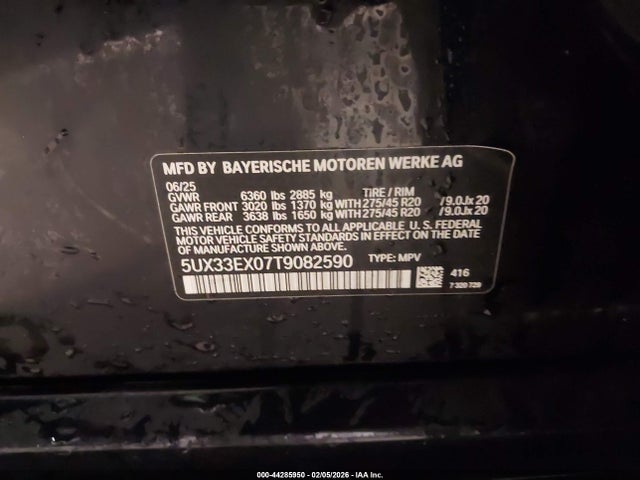 MFD BY BAYERISCHE MOTOREN WERKE AG
06/25
GVWR 6360 lbs 2885 kg TIRE / RIM
GAWR FRONT 3020 lbs 1370 kg WITH 275/45 R20 /9.0Jx20
GAWR REAR 3638 lbs 1650 kg WITH 275/45 R20 /9.0Jx20
THIS VEHICLE CONFORMS TO ALL APPLICABLE U. S. FEDERAL
MOTOR VEHICLE SAFETY STANDARDS IN EFFECT ON THE DATE OF
MANUFACTURE SHOWN ABOVE.
5UX33EX07T9082590 TYPE: MPV
416
7 320 729
000-44285950 - 02/05/2026 - IAA Inc.